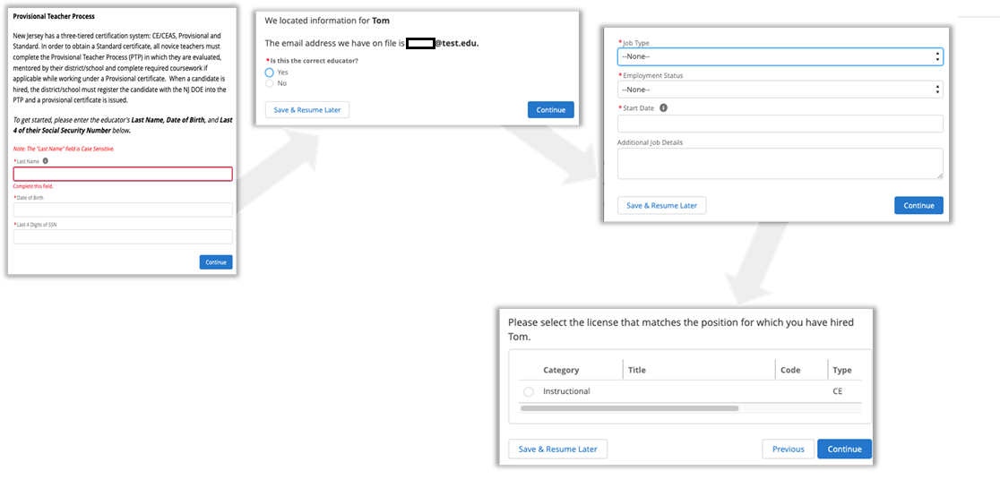 Provisional Teacher Process
New Jersey has a three-tiered certification system: CE/CEAS, Provisional and
Standard. In order to obtain a Standard certificate, all novice teachers must
complete the Provisional Teacher Process (PTP) in which they are evaluated,
mentored by their district/school and complete required coursework if
applicable while working under a Provisional certificate. When a candidate is
hired, the district/school must register the candidate with the NJ DOE into the
PTP and a provisional certificate is issued.
To get started, please enter the educator's Last Name, Date of Birth, and Last
4 of their Social Security Number below.
Note: The "Last Name" field is Case Sensitive.
* Last Name
Complete this field.
* Date of Birth
* Last 4 Digits of SSN
Continue
We located information for Tom
The email address we have on file is @test.edu.
* Is this the correct educator?
Yes
No
Save & Resume Later
Continue
* Job Type
--None--
* Employment Status
--None--
* Start Date
Additional Job Details
Save & Resume Later
Continue
Please select the license that matches the position for which you have hired
Tom.
Category Title Code Type
Instructional CE
Save & Resume Later
Previous
Continue